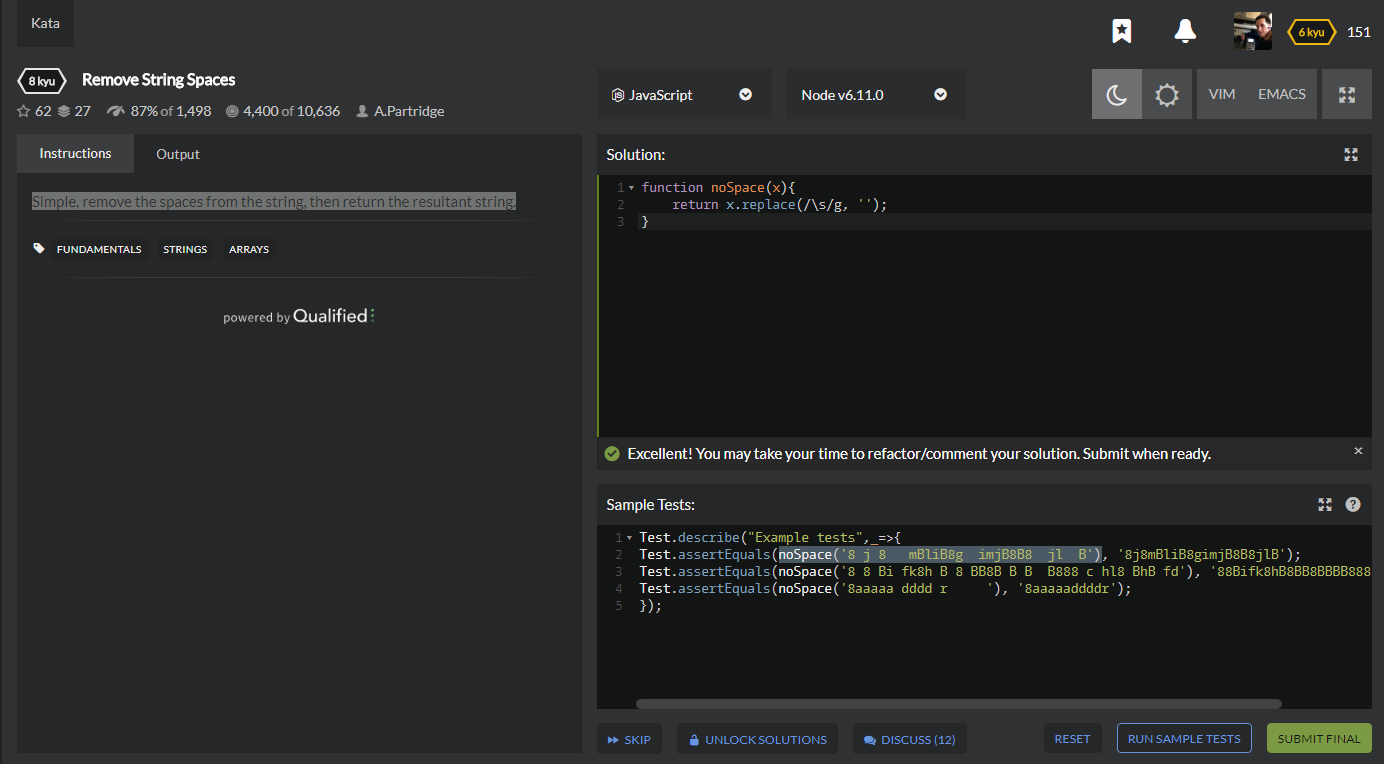 Kata
6 kyu 151
8 kyu Remove String Spaces
62 27 87% of 1,498 4,400 of 10,636 A.Partridge
JavaScript Node v6.11.0 VIM EMACS
Instructions Output
Simple, remove the spaces from the string, then return the resultant string.
FUNDAMENTALS STRINGS ARRAYS
powered by Qualified
Solution:
1 function noSpace(x){
2     return x.replace(/\s/g, '');
3 }
Excellent! You may take your time to refactor/comment your solution. Submit when ready. ×
Sample Tests: ?
1 Test.describe("Example tests",_=>{
2 Test.assertEquals(noSpace('8 j 8   mBliB8g  imjB8B8  jl  B'), '8j8mBliB8gimjB8B8jlB');
3 Test.assertEquals(noSpace('8 8 Bi fk8h B 8 BB8B B B  B888 c hl8 BhB fd'), '88Bifk8hB8BB8BBBB888
4 Test.assertEquals(noSpace('8aaaaa dddd r     '), '8aaaaaddddr');
5 });
SKIP UNLOCK SOLUTIONS DISCUSS (12) RESET RUN SAMPLE TESTS SUBMIT FINAL